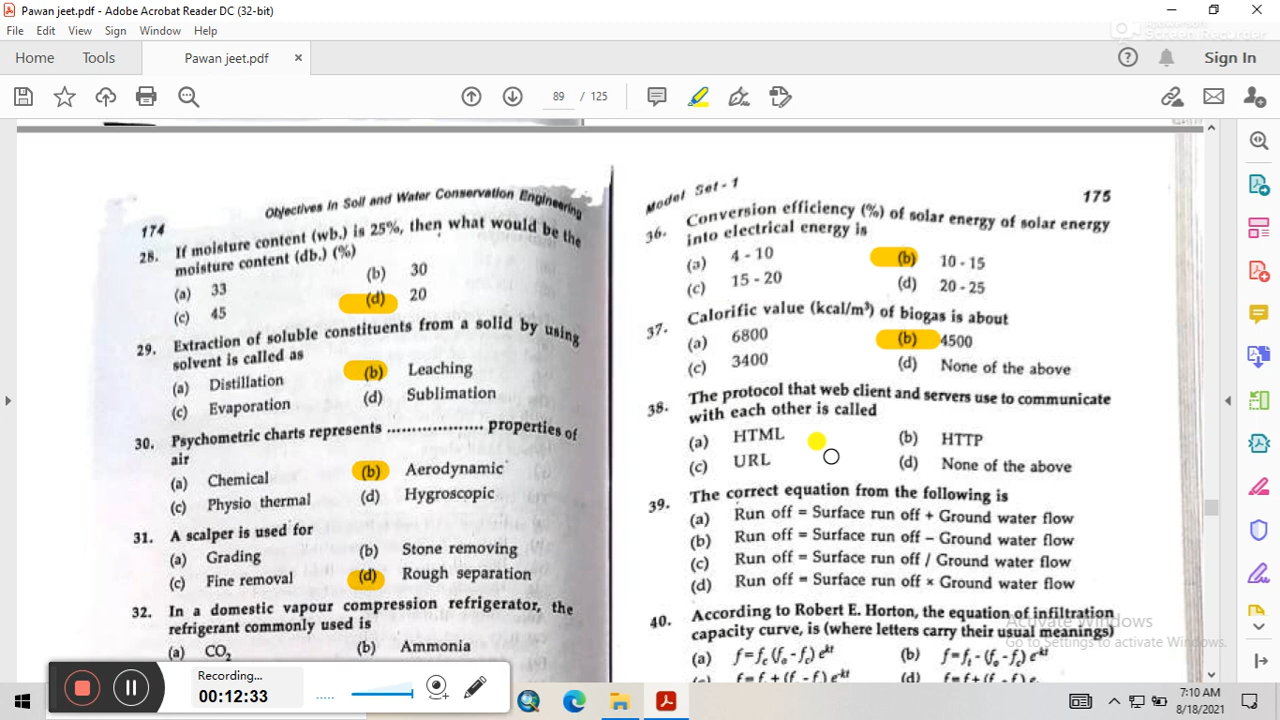 Pawan jeet.pdf - Adobe Acrobat Reader DC (32-bit)
File Edit View Sign Window Help
Screen Recorder
Home Tools Pawan jeet.pdf × Sign In
89 / 125
Objectives in Soil and Water Conservation Engineering
174
28. If moisture content (wb.) is 25%, then what would be the
moisture content (db.) (%)
(a) 33 (b) 30
(c) 45 (d) 20
29. Extraction of soluble constituents from a solid by using
solvent is called as
(a) Distillation (b) Leaching
(c) Evaporation (d) Sublimation
30. Psychometric charts represents .................. properties of
air
(a) Chemical (b) Aerodynamic
(c) Physio thermal (d) Hygroscopic
31. A scalper is used for
(a) Grading (b) Stone removing
(c) Fine removal (d) Rough separation
32. In a domestic vapour compression refrigerator, the
refrigerant commonly used is
(a) CO₂ (b) Ammonia
Model Set - 1 175
36. Conversion efficiency (%) of solar energy of solar energy
into electrical energy is
(a) 4 - 10 (b) 10 - 15
(c) 15 - 20 (d) 20 - 25
37. Calorific value (kcal/m³) of biogas is about
(a) 6800 (b) 4500
(c) 3400 (d) None of the above
38. The protocol that web client and servers use to communicate
with each other is called
(a) HTML (b) HTTP
(c) URL (d) None of the above
39. The correct equation from the following is
(a) Run off = Surface run off + Ground water flow
(b) Run off = Surface run off − Ground water flow
(c) Run off = Surface run off / Ground water flow
(d) Run off = Surface run off × Ground water flow
40. According to Robert E. Horton, the equation of infiltration
capacity curve, is (where letters carry their usual meanings)
(a) (b)
(d)
Activate Windows
Go to Settings to activate Windows.
Recording...
00:12:33
7:10 AM
8/18/2021